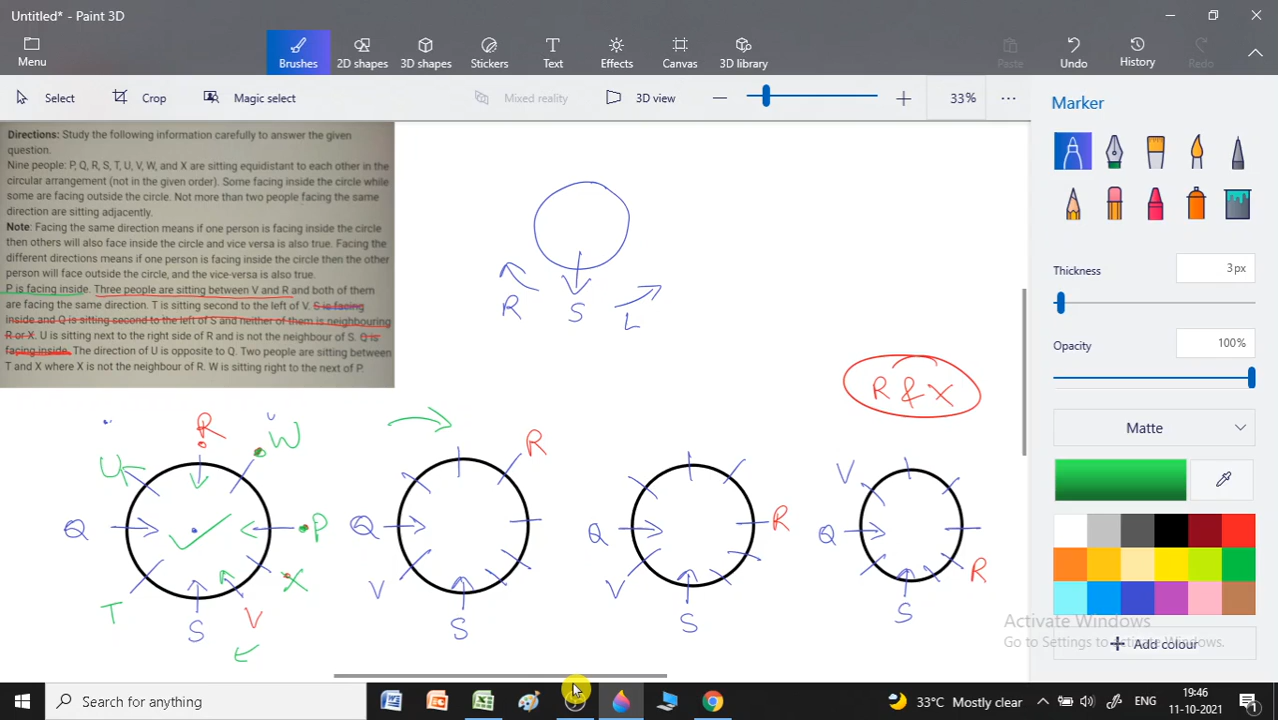 Untitled* - Paint 3D
Menu
Brushes
2D shapes
3D shapes
Stickers
Text
Effects
Canvas
3D library
Paste
Undo
History
Redo
Select
Crop
Magic select
Mixed reality
3D view
33%
Marker
Directions: Study the following information carefully to answer the given
question.
Nine people: P, Q, R, S, T, U, V, W, and X are sitting equidistant to each other in the
circular arrangement (not in the given order). Some facing inside the circle while
some are facing outside the circle. Not more than two people facing the same
direction are sitting adjacently.
Note: Facing the same direction means if one person is facing inside the circle
then others will also face inside the circle and vice versa is also true. Facing the
different directions means if one person is facing inside the circle then the other
person will face outside the circle, and the vice-versa is also true.
P is facing inside. Three people are sitting between V and R and both of them
are facing the same direction. T is sitting second to the left of V. S is facing
inside and Q is sitting second to the left of S and neither of them is neighbouring
R or X. U is sitting next to the right side of R and is not the neighbour of S. Q is
facing inside. The direction of U is opposite to Q. Two people are sitting between
T and X where X is not the neighbour of R. W is sitting right to the next of P.
R S L
R & X
Thickness
3px
Opacity
100%
Matte
Add colour
R W U Q P T X S V
R Q V S
R Q V S
V Q R S
Activate Windows
Go to Settings to Activate Windows.
Search for anything
33°C Mostly clear
ENG
19:46
11-10-2021
1